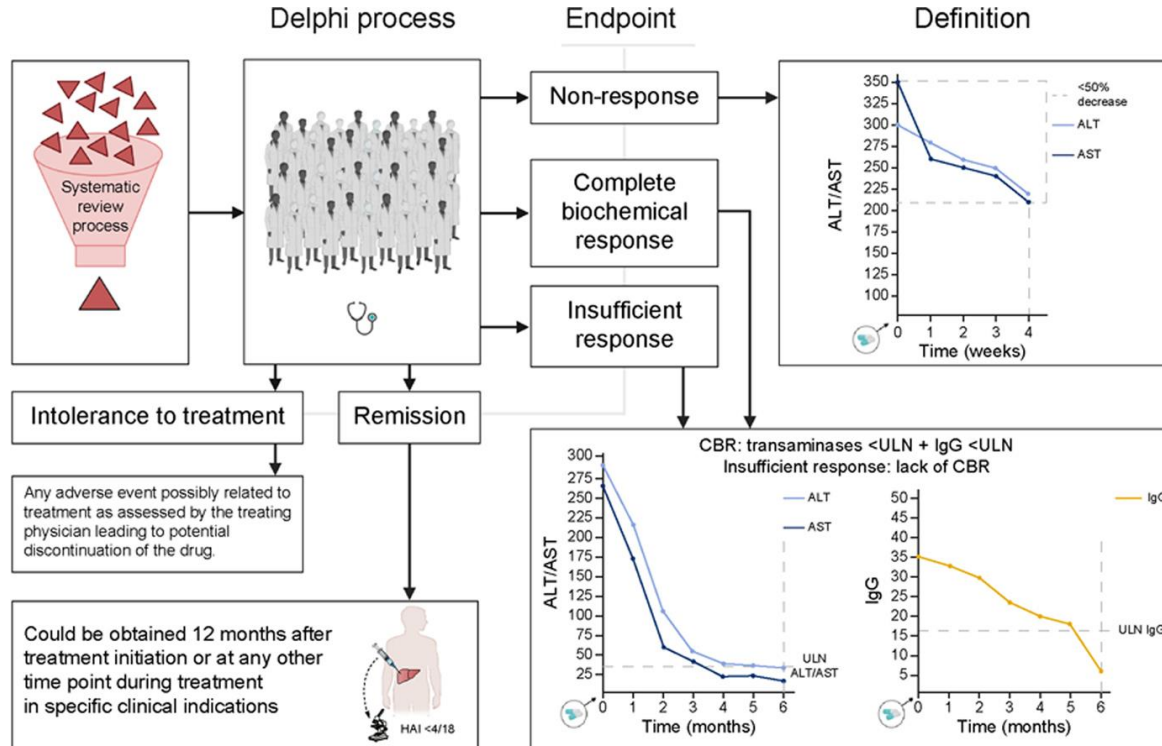 Delphi process
Endpoint
Definition
Systematic
review
process
Non-response
Complete
biochemical
response
Insufficient
response
350
325
300
275
250
225
200
175
150
125
100
ALT/AST
0
1
2
3
4
Time (weeks)
<50%
decrease
ALT
AST
Intolerance to treatment
Remission
Any adverse event possibly related to
treatment as assessed by the treating
physician leading to potential
discontinuation of the drug.
Could be obtained 12 months after
treatment initiation or at any other
time point during treatment
in specific clinical indications
HAI <4/18
CBR: transaminases <ULN + IgG <ULN
Insufficient response: lack of CBR
300
275
250
225
200
175
150
125
100
75
50
25
ALT/AST
0
1
2
3
4
5
6
Time (months)
ALT
AST
ULN
ALT/AST
50
45
40
35
30
25
20
15
10
5
IgG
0
1
2
3
4
5
6
Time (months)
IgG
ULN IgG